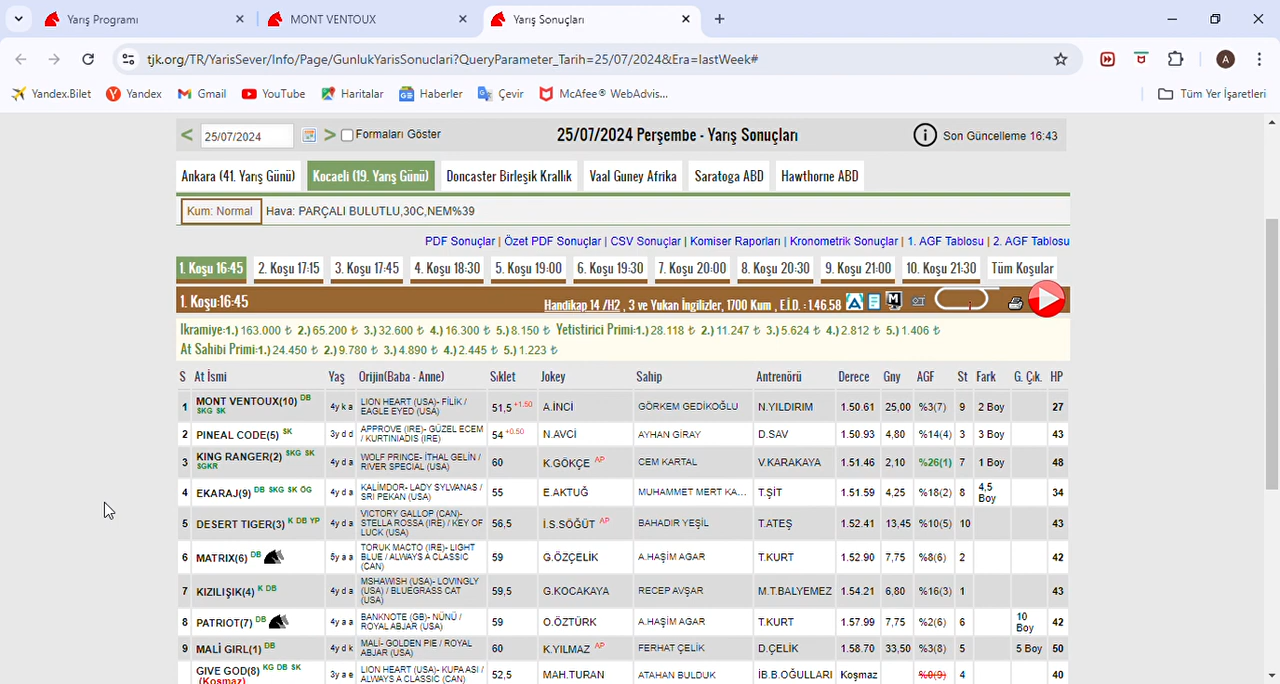 Yarış Programı
MONT VENTOUX
Yarış Sonuçları
tjk.org/TR/YarisSever/Info/Page/GunlukYarisSonuclari?QueryParameter_Tarih=25/07/2024&Era=lastWeek#
A
Yandex.Bilet Yandex Gmail YouTube Haritalar Haberler Çevir McAfee® WebAdvis... Tüm Yer İşaretleri
25/07/2024 Formaları Göster 25/07/2024 Perşembe - Yarış Sonuçları Son Güncelleme 16:43
Ankara (41. Yarış Günü) Kocaeli (19. Yarış Günü) Doncaster Birleşik Krallık Vaal Guney Afrika Saratoga ABD Hawthorne ABD
Kum: Normal Hava: PARÇALI BULUTLU,30C,NEM%39
PDF Sonuçlar | Özet PDF Sonuçlar | CSV Sonuçlar | Komiser Raporları | Kronometrik Sonuçlar | 1. AGF Tablosu | 2. AGF Tablosu
1. Koşu 16:45 2. Koşu 17:15 3. Koşu 17:45 4. Koşu 18:30 5. Koşu 19:00 6. Koşu 19:30 7. Koşu 20:00 8. Koşu 20:30 9. Koşu 21:00 10. Koşu 21:30 Tüm Koşular
1. Koşu:16:45 Handikap 14 /H2 , 3 ve Yukarı İngilizler, 1700 Kum , E.İ.D. : 1.46.58
İkramiye:1.) 163.000 ₺ 2.) 65.200 ₺ 3.) 32.600 ₺ 4.) 16.300 ₺ 5.) 8.150 ₺ Yetistirici Primi:1.) 28.118 ₺ 2.) 11.247 ₺ 3.) 5.624 ₺ 4.) 2.812 ₺ 5.) 1.406 ₺
At Sahibi Primi:1.) 24.450 ₺ 2.) 9.780 ₺ 3.) 4.890 ₺ 4.) 2.445 ₺ 5.) 1.223 ₺
S At İsmi Yaş Orijin(Baba - Anne) Sıklet Jokey Sahip Antrenörü Derece Gny AGF St Fark G. Çık. HP
1 MONT VENTOUX(10) DB SKG SK 4y k a LION HEART (USA)- FİLİK / EAGLE EYED (USA) 51,5 +1.50 A.İNCİ GÖRKEM GEDİKOĞLU N.YILDIRIM 1.50.61 25,00 %3(7) 9 2 Boy 27
2 PINEAL CODE(5) SK 3y d d APPROVE (IRE)- GÜZEL ECEM / KURTINIADIS (IRE) 54 +0.50 N.AVCİ AYHAN GİRAY D.SAV 1.50.93 4,80 %14(4) 3 3 Boy 43
3 KING RANGER(2) SKG SK SGKR 4y d a WOLF PRINCE- İTHAL GELİN / RIVER SPECIAL (USA) 60 K.GÖKÇE AP CEM KARTAL V.KARAKAYA 1.51.46 2,10 %26(1) 7 1 Boy 48
4 EKARAJ(9) DB SKG SK ÖG 4y d a KALİMDOR- LADY SYLVANAS / SRI PEKAN (USA) 55 E.AKTUĞ MUHAMMET MERT KA... T.ŞİT 1.51.59 4,25 %18(2) 8 4,5 Boy 34
5 DESERT TIGER(3) K DB YP 4y d a VICTORY GALLOP (CAN)- STELLA ROSSA (IRE) / KEY OF LUCK (USA) 56,5 İ.S.SÖĞÜT AP BAHADIR YEŞİL T.ATEŞ 1.52.41 13,45 %10(5) 10 43
6 MATRIX(6) DB 5y a a TORUK MACTO (IRE)- LIGHT BLUE / ALWAYS A CLASSIC (CAN) 59 G.ÖZÇELİK A.HAŞİM AGAR T.KURT 1.52.90 7,75 %8(6) 2 42
7 KIZILIŞIK(4) K DB 4y d a MSHAWISH (USA)- LOVINGLY (USA) / BLUEGRASS CAT (USA) 59,5 G.KOCAKAYA RECEP AVŞAR M.T.BALYEMEZ 1.54.21 6,80 %16(3) 1 43
8 PATRIOT(7) DB 4y a a BANKNOTE (GB)- NÜNÜ / ROYAL ABJAR (USA) 59 O.ÖZTÜRK A.HAŞİM AGAR T.KURT 1.57.99 7,75 %2(6) 6 10 Boy 42
9 MALİ GIRL(1) DB 4y d k MALİ- GOLDEN PIE / ROYAL ABJAR (USA) 60 K.YILMAZ AP FERHAT ÇELİK D.ÇELİK 1.58.70 33,50 %3(8) 5 5 Boy 50
GIVE GOD(8) KG DB SK (Koşmaz) 3y a e LION HEART (USA)- KUPA ASI / ALWAYS A CLASSIC (CAN) 52,5 MAH.TURAN ATAHAN BULDUK İB.B.OĞULLARI Koşmaz %0(9) 4 40